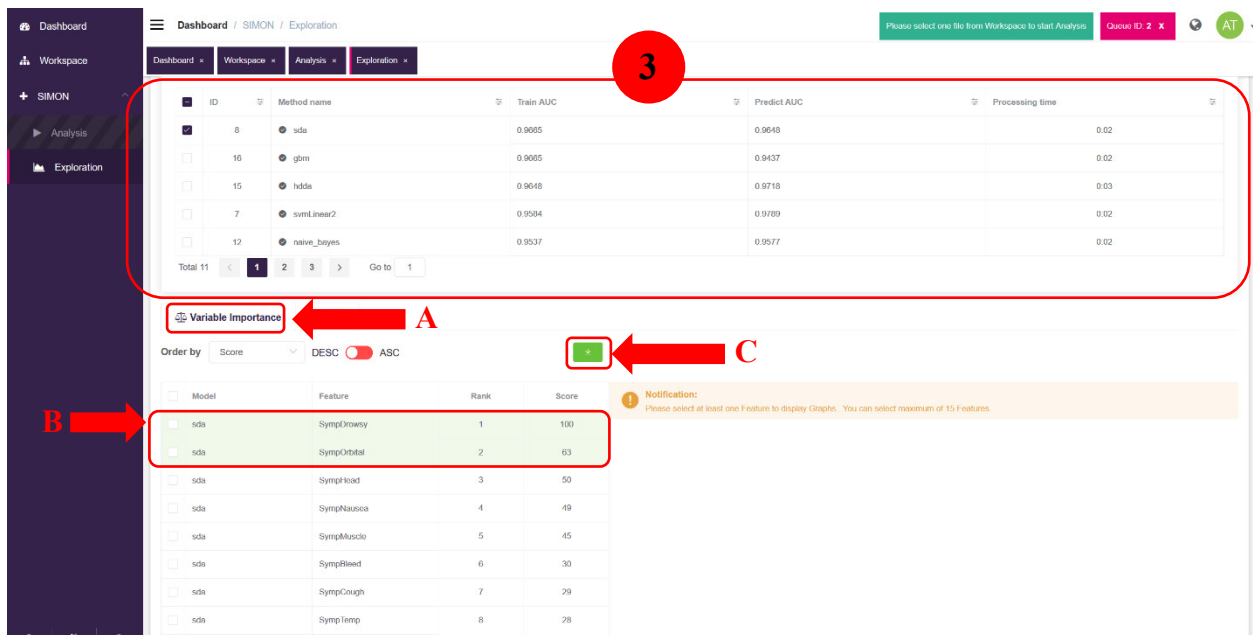 Dashboard
Workspace
SIMON
Analysis
Exploration
Dashboard / SIMON / Exploration
Please select one file from Workspace to start Analysis
Queue ID: 2 X
AT
Dashboard ×
Workspace ×
Analysis ×
Exploration ×
3
ID Method name Train AUC Predict AUC Processing time
8 sda 0.9665 0.9648 0:02
16 gbm 0.9665 0.9437 0:02
15 hdda 0.9648 0.9718 0:03
7 svmLinear2 0.9584 0.9789 0:02
12 naive_bayes 0.9537 0.9577 0:02
Total 11 < 1 2 3 > Go to 1
Variable Importance
A
Order by Score DESC ASC
C
Model Feature Rank Score
B
sda SympDrowsy 1 100
sda SympOrbital 2 63
sda SympHead 3 50
sda SympNausea 4 49
sda SympMuscle 5 45
sda SympBleed 6 30
sda SympCough 7 29
sda SympTemp 8 28
Notification:
Please select at least one Feature to display Graphs. You can select maximum of 15 Features.